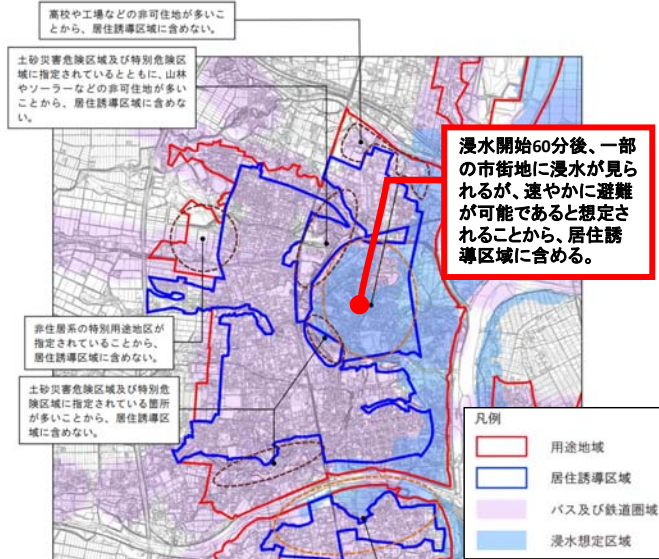 高校や工場などの非可住地が多いこ
とから、居住誘導区域に含めない。
土砂災害危険区域及び特別危険区
域に指定されているとともに、山林
やソーラーなどの非可住地が多い
ことから、居住誘導区域に含めな
い。
浸水開始60分後、一部
の市街地に浸水が見ら
れるが、速やかに避難
が可能であると想定さ
れることから、居住誘
導区域に含める。
非住居系の特別用途地区が
指定されていることから、
居住誘導区域に含めない。
土砂災害危険区域及び特別危
険区域に指定されている箇所
が多いことから、居住誘導区
域に含めない。
凡例
用途地域
居住誘導区域
バス及び鉄道圏域
浸水想定区域